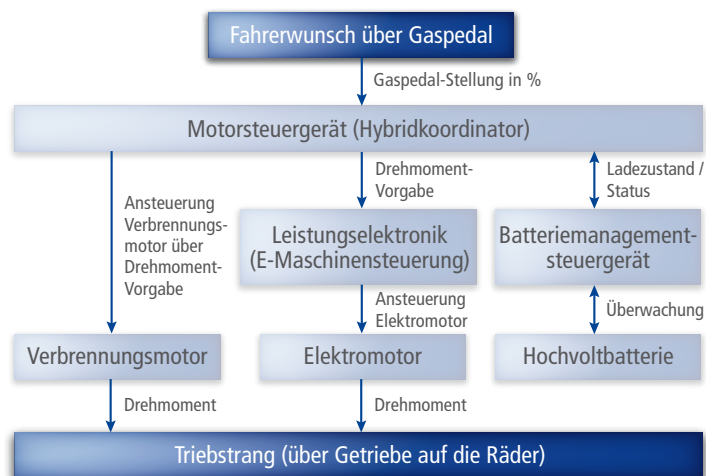 Fahrerwunsch über Gaspedal
Gaspedal-Stellung in %
Motorsteuergerät (Hybridkoordinator)
Ansteuerung
Verbrennungs-
motor über
Drehmoment-
Vorgabe
Drehmoment-
Vorgabe
Ladezustand /
Status
Leistungselektronik
(E-Maschinensteuerung)
Batteriemanagement-
steuergerät
Ansteuerung
Elektromotor
Überwachung
Verbrennungsmotor
Elektromotor
Hochvoltbatterie
Drehmoment
Drehmoment
Triebstrang (über Getriebe auf die Räder)